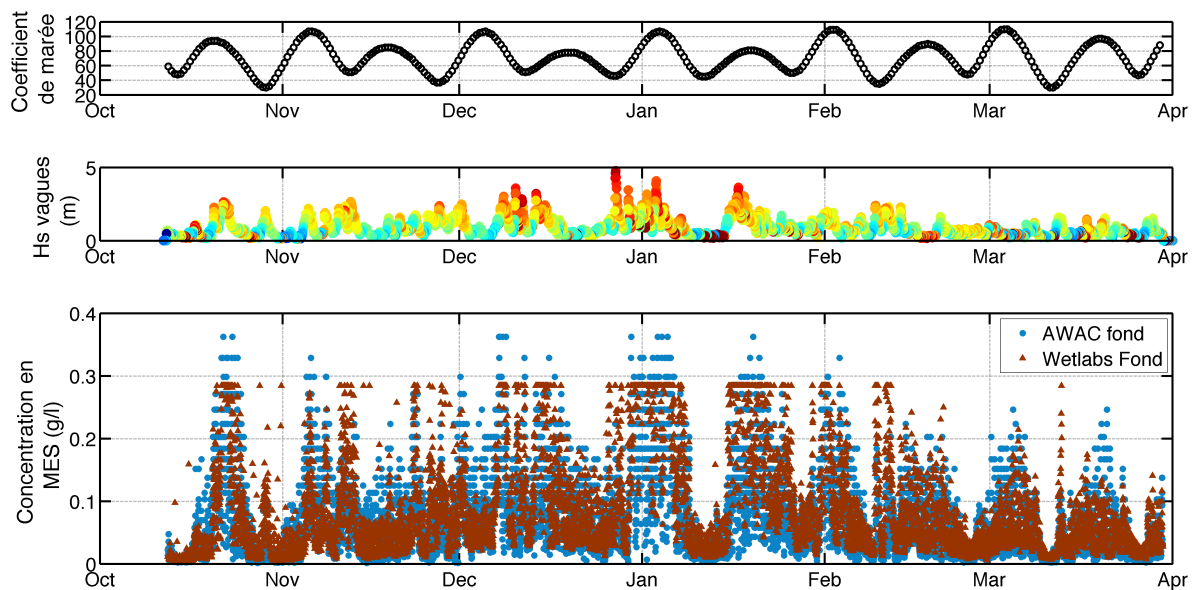 Coefficient
de marée
120
100
80
60
40
20
Oct Nov Dec Jan Feb Mar Apr
Hs vagues
(m)
5
0
Oct Nov Dec Jan Feb Mar Apr
Concentration en
MES (g/l)
0.4
0.3
0.2
0.1
0
AWAC fond
Wetlabs Fond
Oct Nov Dec Jan Feb Mar Apr